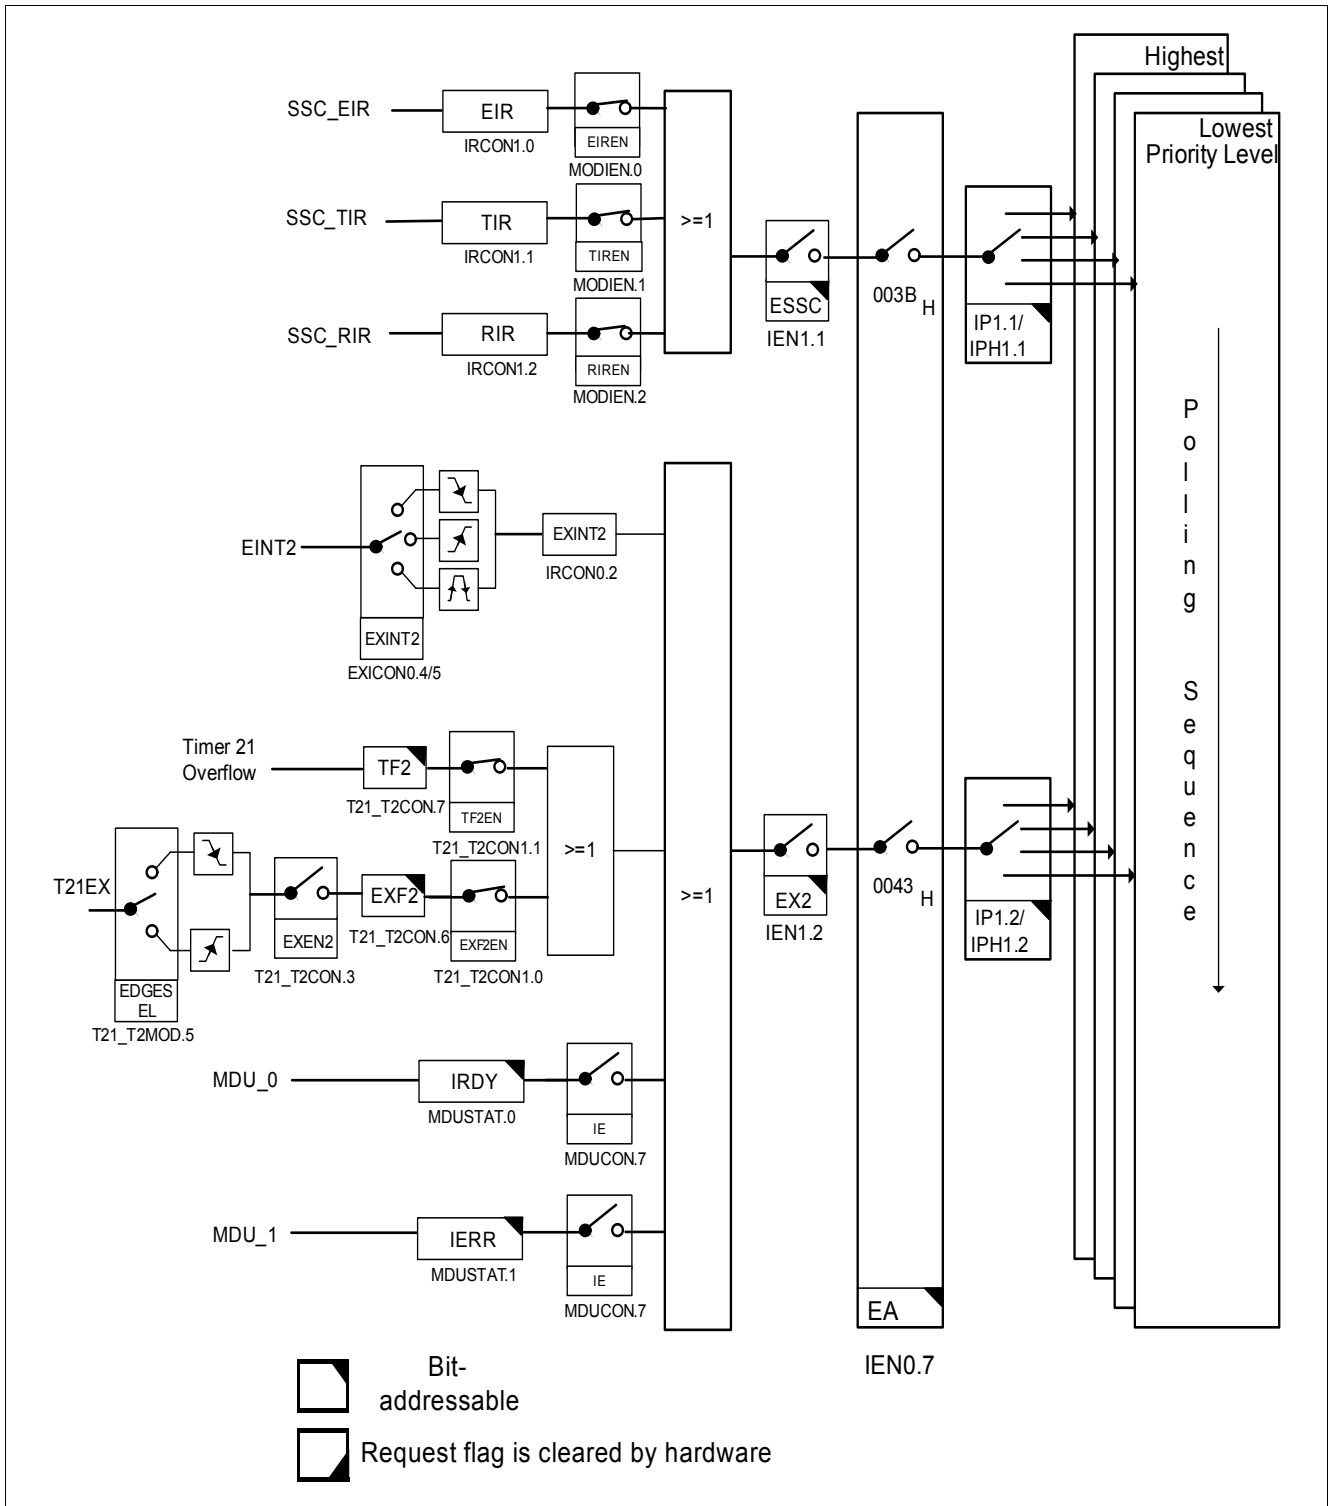 Highest
Lowest
Priority Level
SSC_EIR
EIR
IRCON1.0
EIREN
MODIEN.0
SSC_TIR
TIR
IRCON1.1
TIREN
MODIEN.1
>=1
SSC_RIR
RIR
IRCON1.2
RIREN
MODIEN.2
ESSC
IEN1.1
003B H
IP1.1/
IPH1.1
EINT2
EXINT2
EXICON0.4/5
EXINT2
IRCON0.2
Timer 21
Overflow
TF2
T21_T2CON.7
TF2EN
T21_T2CON1.1
T21EX
EDGES
EL
T21_T2MOD.5
EXEN2
T21_T2CON.3
EXF2
T21_T2CON.6
EXF2EN
T21_T2CON1.0
>=1
MDU_0
IRDY
MDUSTAT.0
IE
MDUCON.7
MDU_1
IERR
MDUSTAT.1
IE
MDUCON.7
>=1
EX2
IEN1.2
0043 H
IP1.2/
IPH1.2
EA
IEN0.7
Polling Sequence
Bit-
addressable
Request flag is cleared by hardware